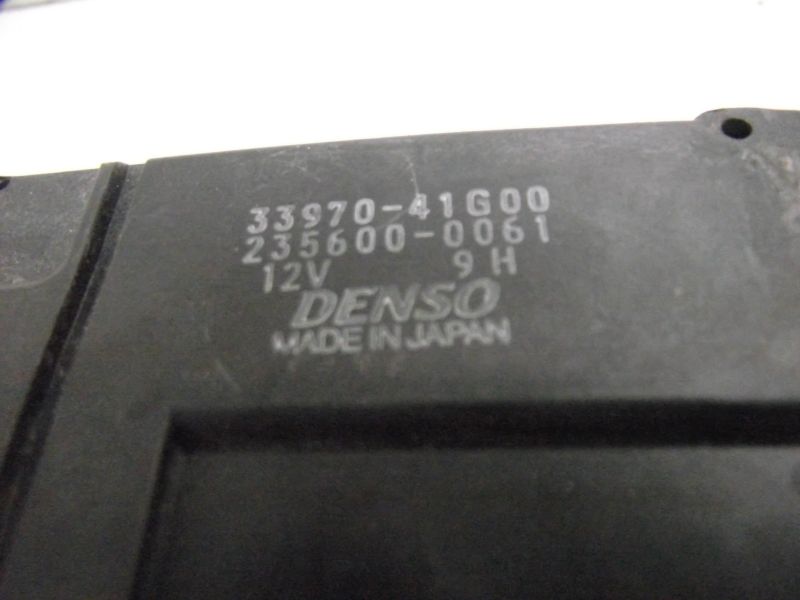 33970-41G00
235600-0061
12V 9H
DENSO
MADE IN JAPAN